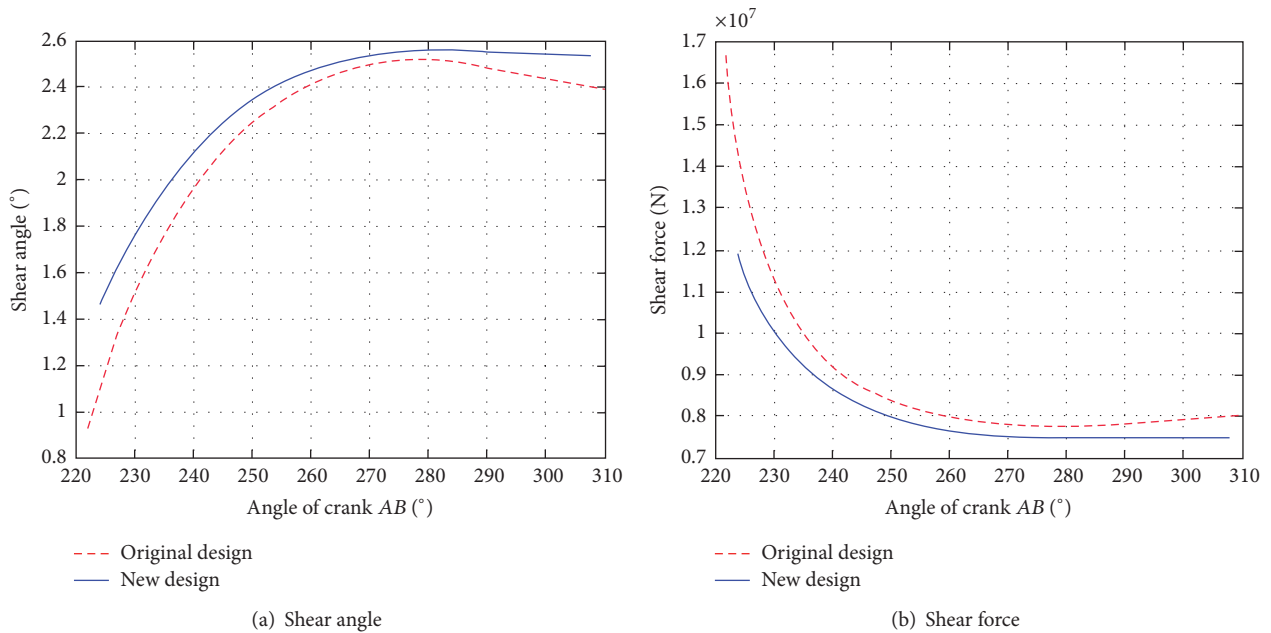 2.6
2.4
2.2
2
1.8
1.6
1.4
1.2
1
0.8
Shear angle (°)
220 230 240 250 260 270 280 290 300 310
Angle of crank AB (°)
Original design
New design
(a) Shear angle
×10⁷
1.7
1.6
1.5
1.4
1.3
1.2
1.1
1
0.9
0.8
0.7
Shear force (N)
220 230 240 250 260 270 280 290 300 310
Angle of crank AB (°)
Original design
New design
(b) Shear force